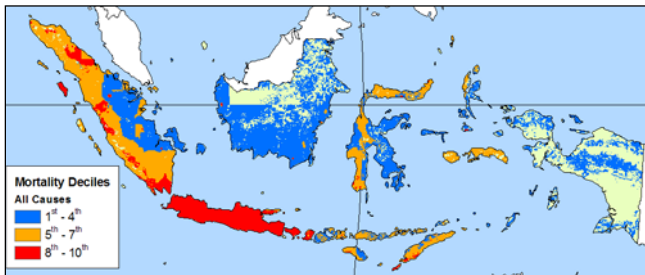 Mortality Deciles
All Causes
1st - 4th
5th - 7th
8th - 10th